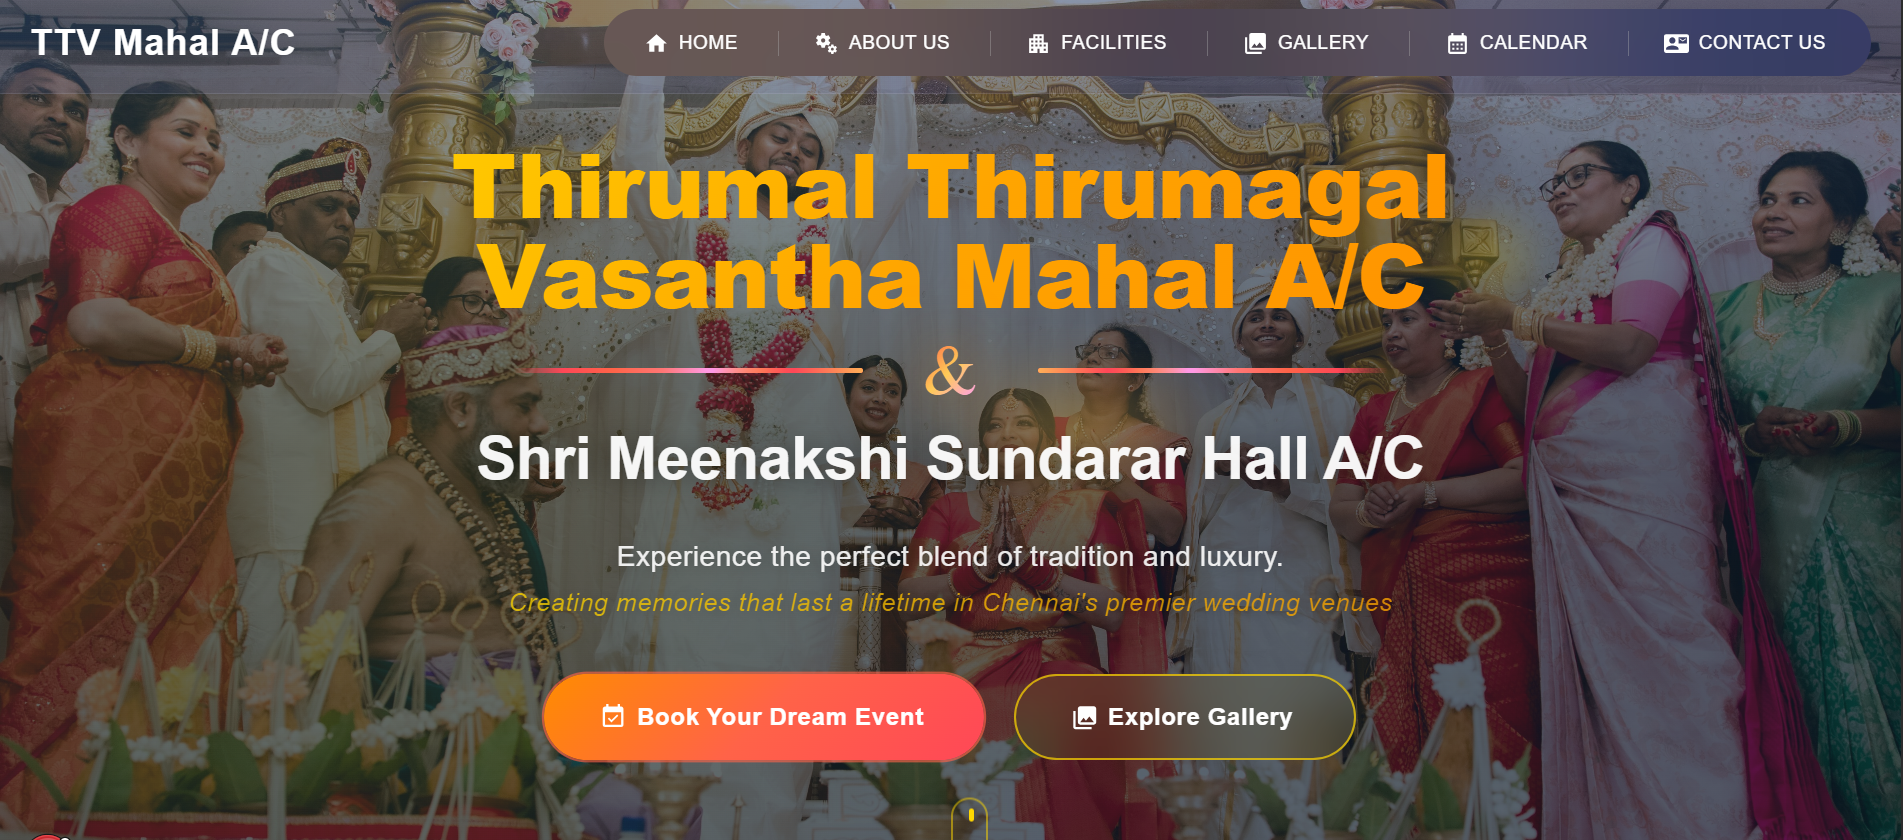 TTV Mahal A/C
HOME
ABOUT US
FACILITIES
GALLERY
CALENDAR
CONTACT US
Thirumal Thirumagal
Vasantha Mahal A/C
&
Shri Meenakshi Sundarar Hall A/C
Experience the perfect blend of tradition and luxury.
Creating memories that last a lifetime in Chennai's premier wedding venues
Book Your Dream Event
Explore Gallery